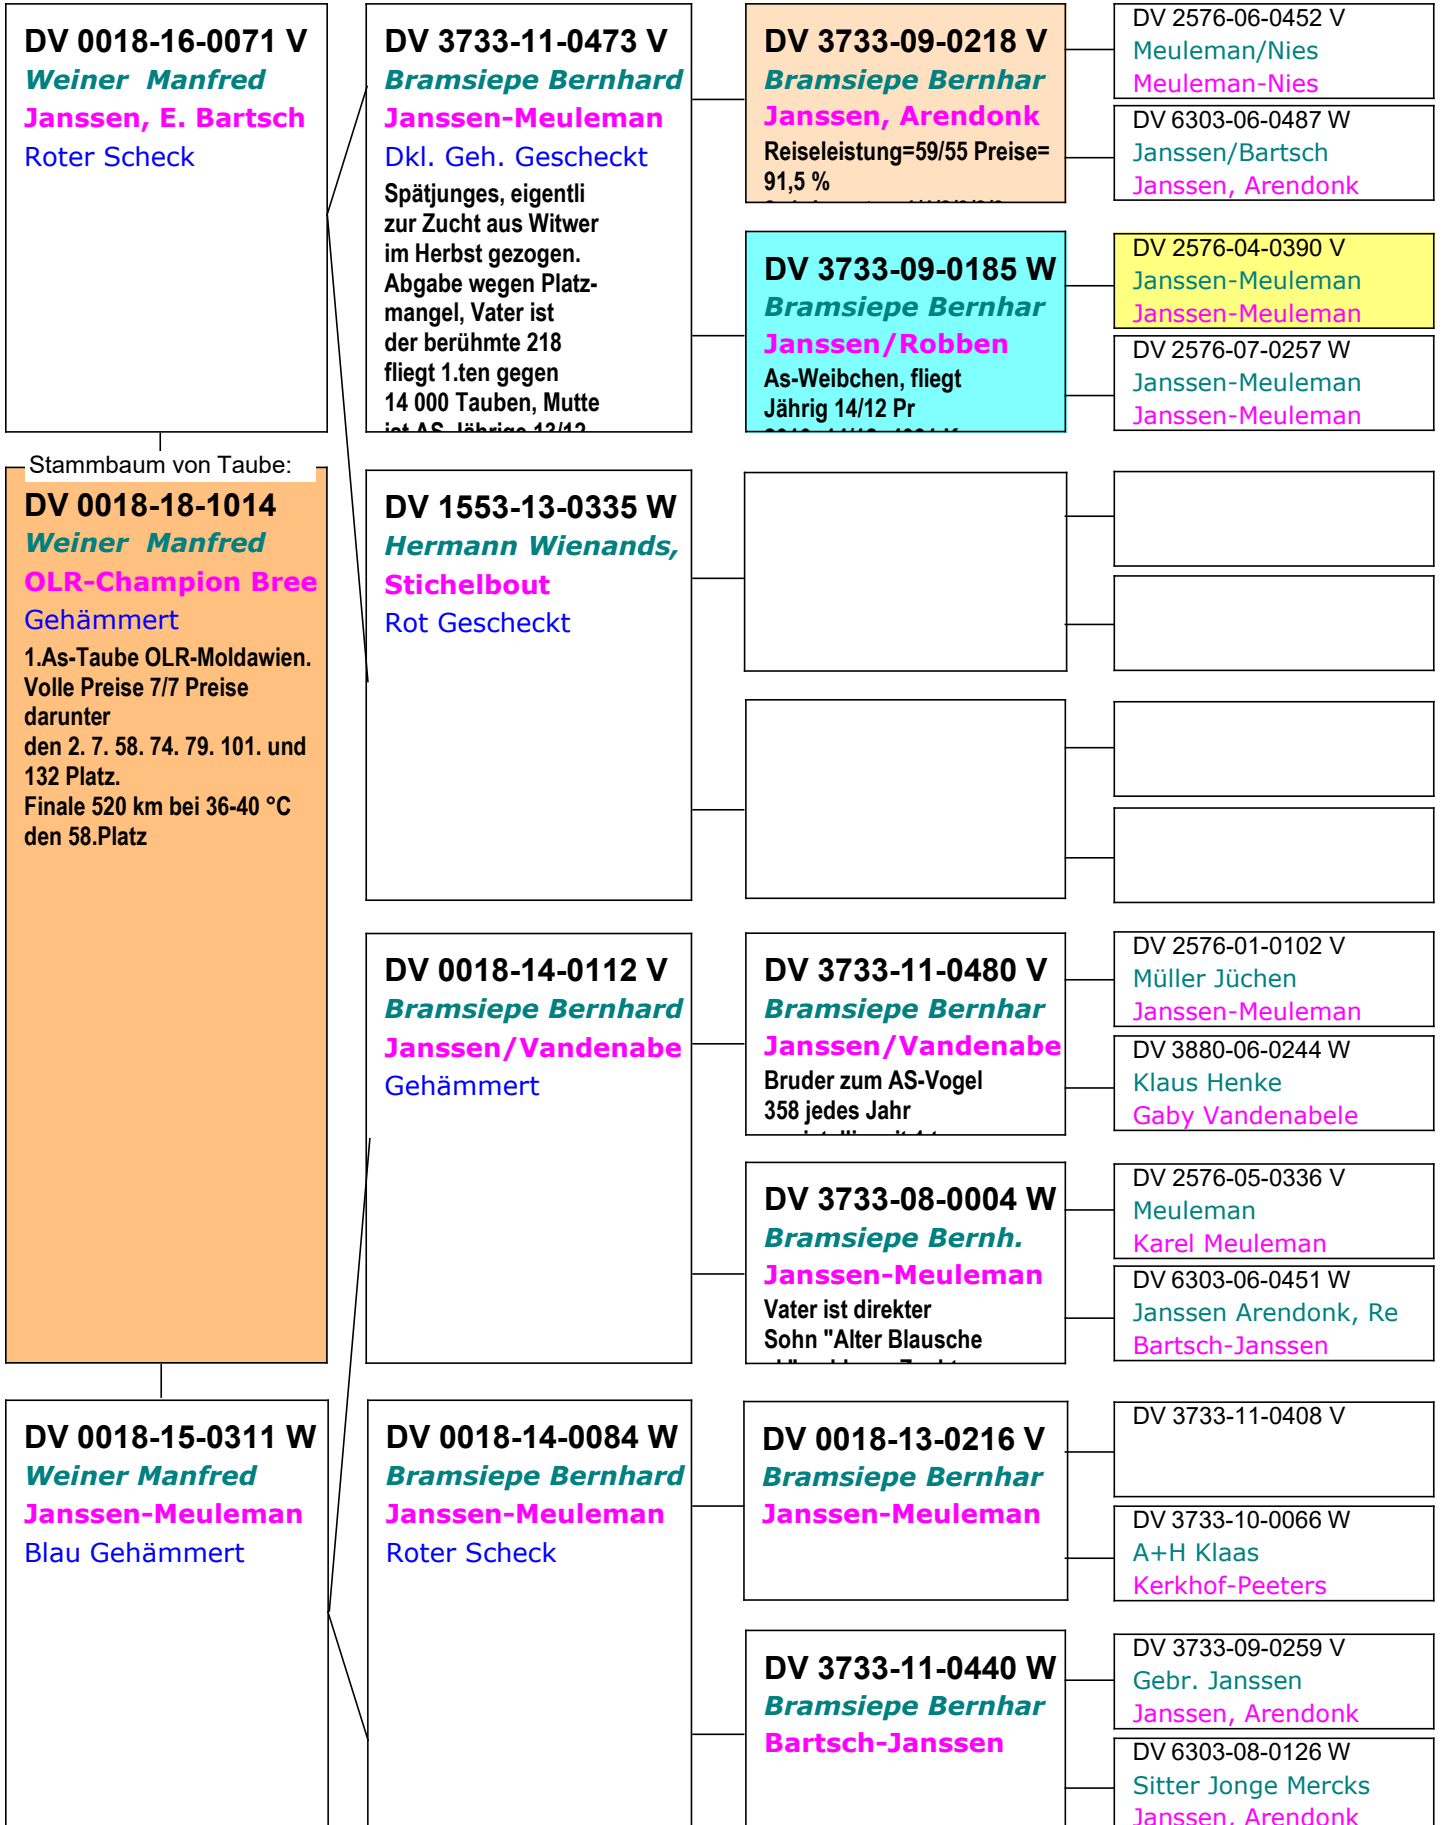 DV 0018-16-0071 V
Weiner Manfred
Janssen, E. Bartsch
Roter Scheck
Stammbaum von Taube:
DV 0018-18-1014
Weiner Manfred
OLR-Champion Bree
Gehämmert
1.As-Taube OLR-Moldawien.
Volle Preise 7/7 Preise
darunter
den 2. 7. 58. 74. 79. 101. und
132 Platz.
Finale 520 km bei 36-40 °C
den 58.Platz
DV 0018-15-0311 W
Weiner Manfred
Janssen-Meuleman
Blau Gehämmert
DV 3733-11-0473 V
Bramsiepe Bernhard
Janssen-Meuleman
Dkl. Geh. Gescheckt
Spätjunges, eigentli
zur Zucht aus Witwer
im Herbst gezogen.
Abgabe wegen Platz-
mangel, Vater ist
der berühmte 218
fliegt 1.ten gegen
14 000 Tauben, Mutte
ist AS Jährige 13/12
DV 1553-13-0335 W
Hermann Wienands,
Stichelbout
Rot Gescheckt
DV 0018-14-0112 V
Bramsiepe Bernhard
Janssen/Vandenabe
Gehämmert
DV 0018-14-0084 W
Bramsiepe Bernhard
Janssen-Meuleman
Roter Scheck
DV 3733-09-0218 V
Bramsiepe Bernhar
Janssen, Arendonk
Reiseleistung=59/55 Preise=
91,5 %
DV 3733-09-0185 W
Bramsiepe Bernhar
Janssen/Robben
As-Weibchen, fliegt
Jährig 14/12 Pr
DV 3733-11-0480 V
Bramsiepe Bernhar
Janssen/Vandenabe
Bruder zum AS-Vogel
358 jedes Jahr
DV 3733-08-0004 W
Bramsiepe Bernh.
Janssen-Meuleman
Vater ist direkter
Sohn "Alter Blausche
DV 0018-13-0216 V
Bramsiepe Bernhar
Janssen-Meuleman
DV 3733-11-0440 W
Bramsiepe Bernhar
Bartsch-Janssen
DV 2576-06-0452 V
Meuleman/Nies
Meuleman-Nies
DV 6303-06-0487 W
Janssen/Bartsch
Janssen, Arendonk
DV 2576-04-0390 V
Janssen-Meuleman
Janssen-Meuleman
DV 2576-07-0257 W
Janssen-Meuleman
Janssen-Meuleman
DV 2576-01-0102 V
Müller Jüchen
Janssen-Meuleman
DV 3880-06-0244 W
Klaus Henke
Gaby Vandenabele
DV 2576-05-0336 V
Meuleman
Karel Meuleman
DV 6303-06-0451 W
Janssen Arendonk, Re
Bartsch-Janssen
DV 3733-11-0408 V
DV 3733-10-0066 W
A+H Klaas
Kerkhof-Peeters
DV 3733-09-0259 V
Gebr. Janssen
Janssen, Arendonk
DV 6303-08-0126 W
Sitter Jonge Mercks
Janssen, Arendonk